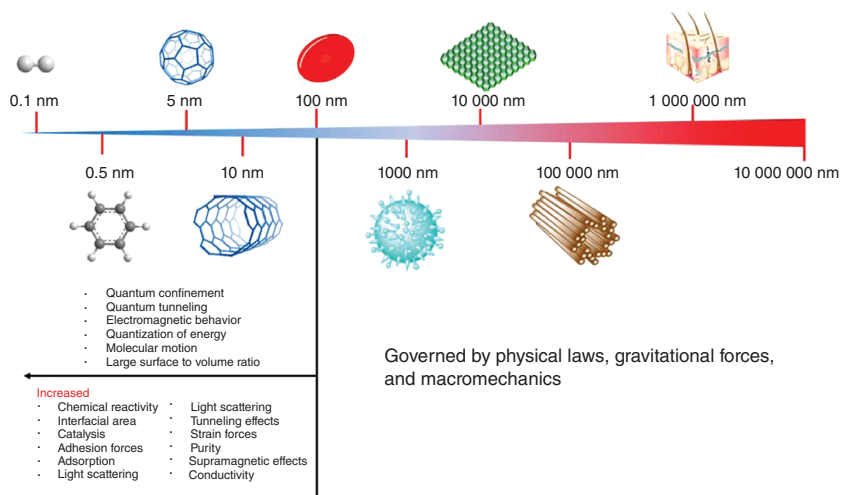 0.1 nm
5 nm
100 nm
10 000 nm
1 000 000 nm
0.5 nm
10 nm
1000 nm
100 000 nm
10 000 000 nm
· Quantum confinement
· Quantum tunneling
· Electromagnetic behavior
· Quantization of energy
· Molecular motion
· Large surface to volume ratio
Governed by physical laws, gravitational forces,
and macromechanics
Increased
· Chemical reactivity
· Interfacial area
· Catalysis
· Adhesion forces
· Adsorption
· Light scattering
· Light scattering
· Tunneling effects
· Strain forces
· Purity
· Supramagnetic effects
· Conductivity